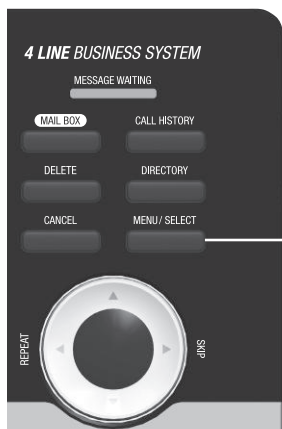 4 LINE BUSINESS SYSTEM
MESSAGE WAITING
MAIL BOX CALL HISTORY
DELETE DIRECTORY
CANCEL MENU / SELECT
REPEAT SKIP